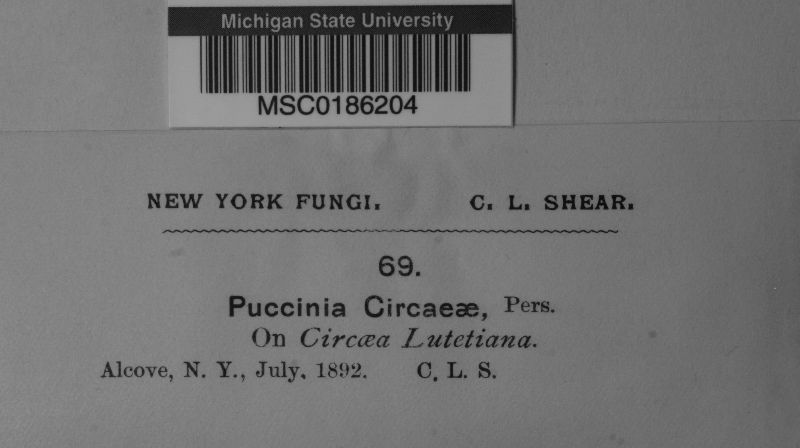 Michigan State University
MSC0186204
NEW YORK FUNGI. C. L. SHEAR.
69.
Puccinia Circaeæ, Pers.
On Circæa Lutetiana.
Alcove, N. Y., July, 1892. C. L. S.